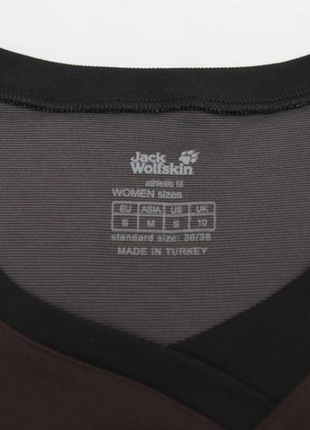 Jack
Wolfskin
athletic fit
WOMEN sizes
EU ASIA US UK
S M S 10
standard size: 36/38
MADE IN TURKEY